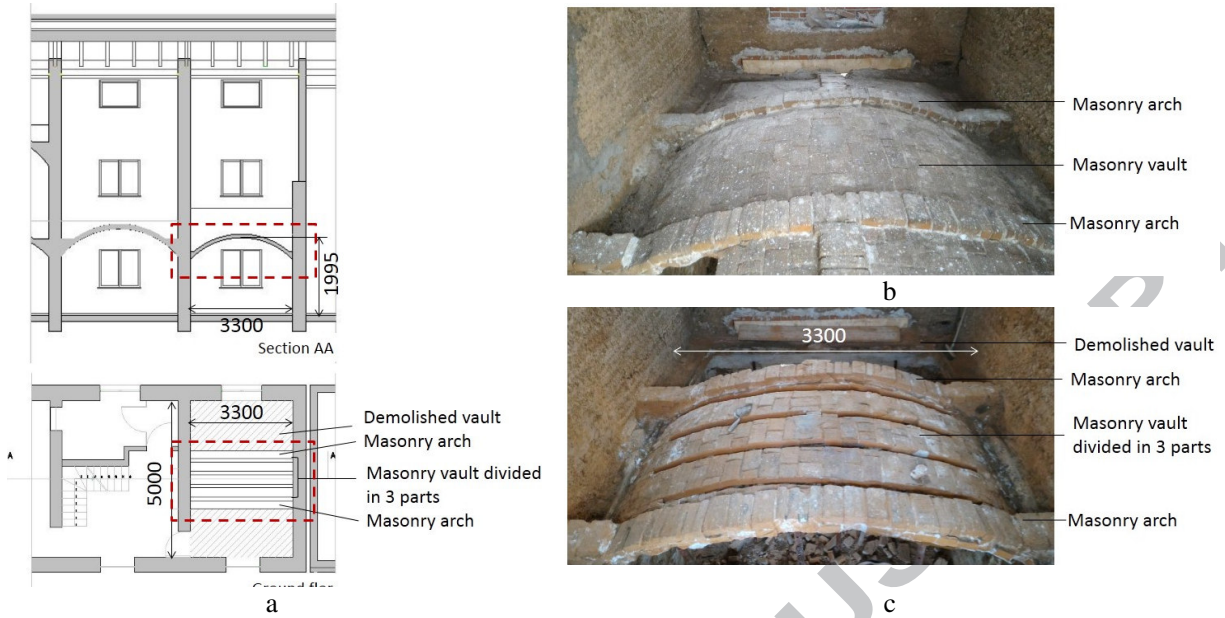 1995
3300
Section AA
3300
5000
Demolished vault
Masonry arch
Masonry vault divided
in 3 parts
Masonry arch
A
A
a
Masonry arch
Masonry vault
Masonry arch
b
3300
Demolished vault
Masonry arch
Masonry vault
divided in 3 parts
Masonry arch
c